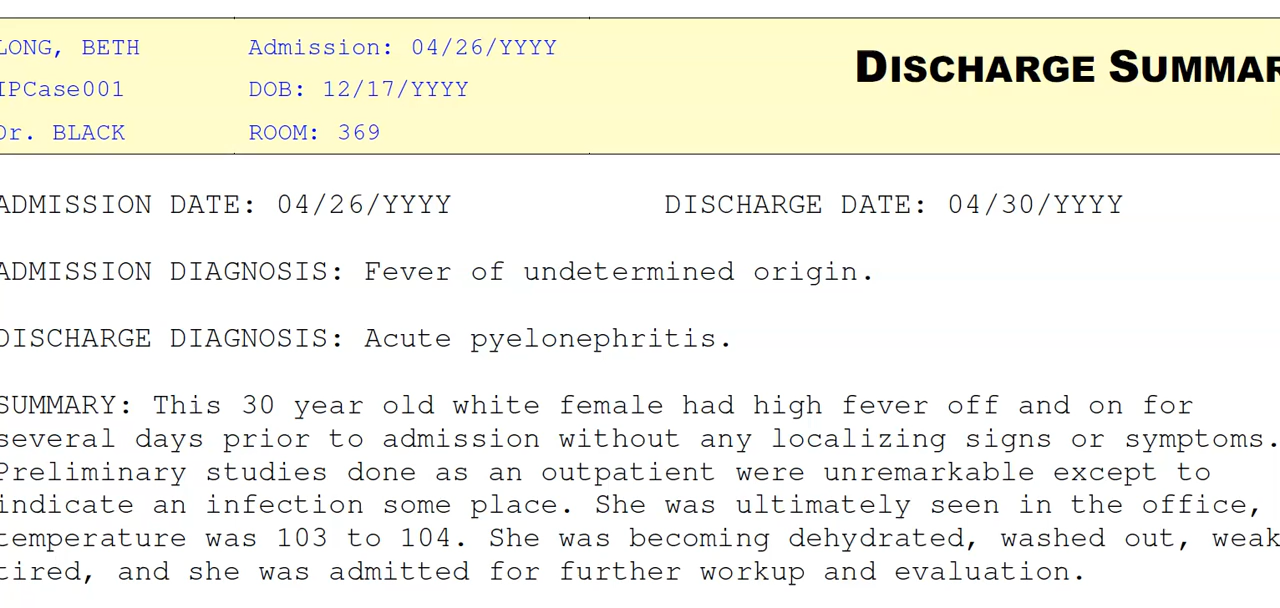 LONG, BETH Admission: 04/26/YYYY DISCHARGE SUMMAR
IPCase001 DOB: 12/17/YYYY
Dr. BLACK ROOM: 369
ADMISSION DATE: 04/26/YYYY DISCHARGE DATE: 04/30/YYYY
ADMISSION DIAGNOSIS: Fever of undetermined origin.
DISCHARGE DIAGNOSIS: Acute pyelonephritis.
SUMMARY: This 30 year old white female had high fever off and on for
several days prior to admission without any localizing signs or symptoms.
Preliminary studies done as an outpatient were unremarkable except to
indicate an infection some place. She was ultimately seen in the office,
temperature was 103 to 104. She was becoming dehydrated, washed out, weak
tired, and she was admitted for further workup and evaluation.